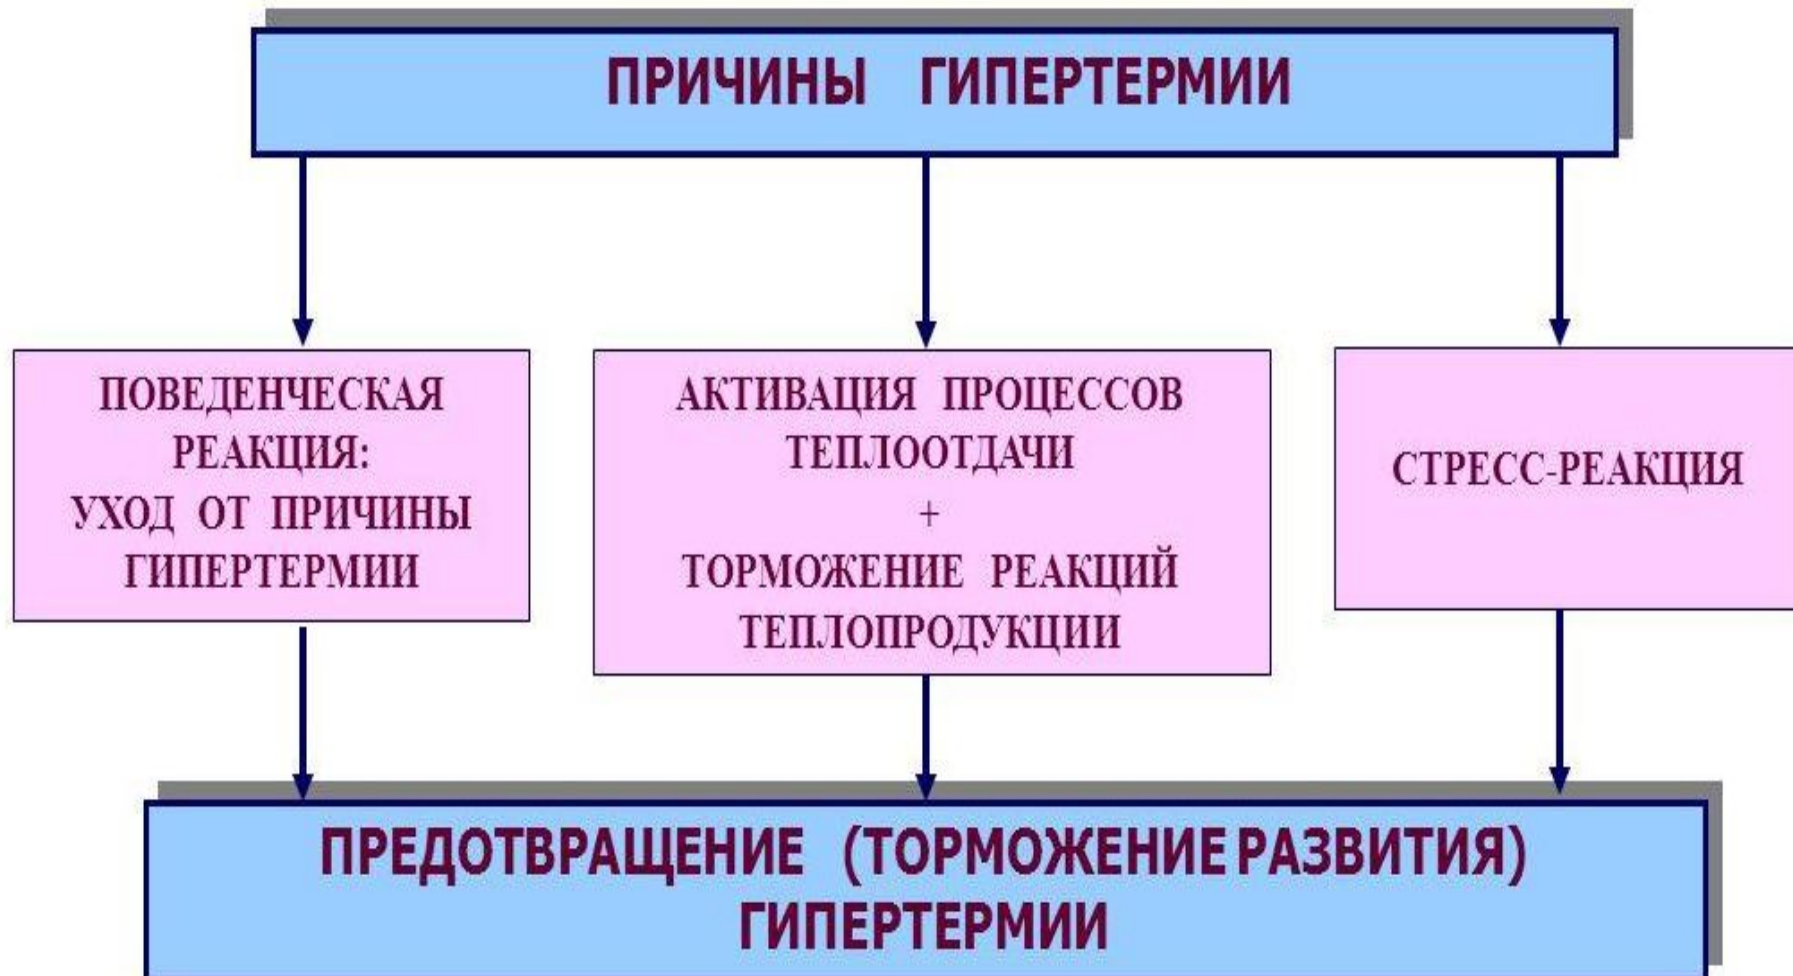 ПРИЧИНЫ ГИПЕРТЕРМИИ
ПОВЕДЕНЧЕСКАЯ
РЕАКЦИЯ:
УХОД ОТ ПРИЧИНЫ
ГИПЕРТЕРМИИ
АКТИВАЦИЯ ПРОЦЕССОВ
ТЕПЛООТДАЧИ
+
ТОРМОЖЕНИЕ РЕАКЦИЙ
ТЕПЛОПРОДУКЦИИ
СТРЕСС-РЕАКЦИЯ
ПРЕДОТВРАЩЕНИЕ (ТОРМОЖЕНИЕ РАЗВИТИЯ)
ГИПЕРТЕРМИИ